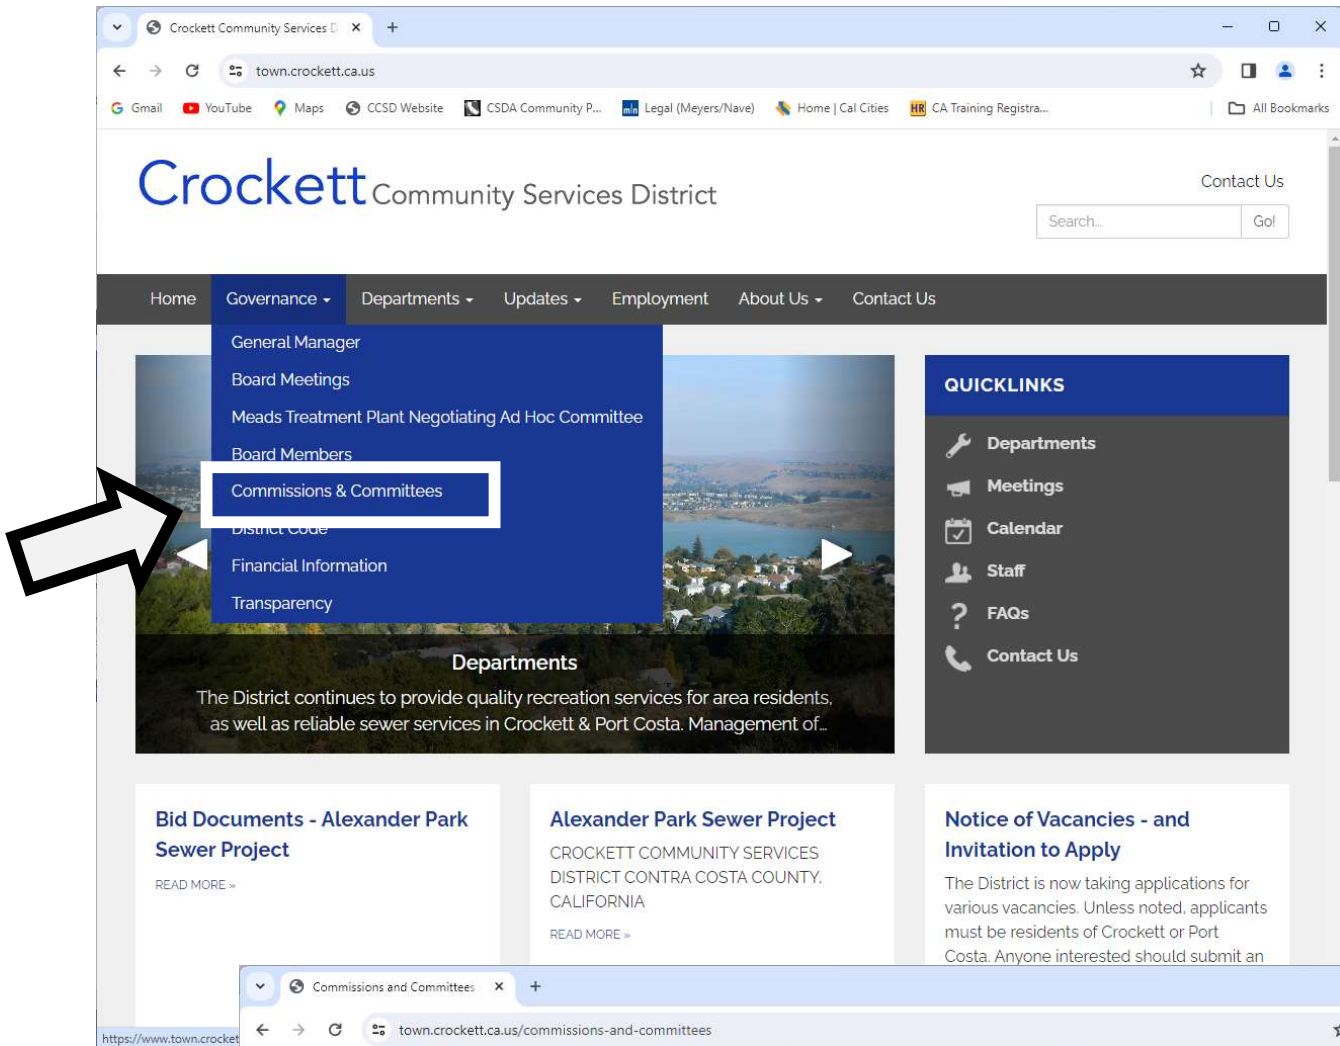 Crockett Community Services D
town.crockett.ca.us
Gmail YouTube Maps CCSD Website CSDA Community P... mln Legal (Meyers/Nave) Home | Cal Cities HR CA Training Registra... All Bookmarks
Crockett Community Services District
Contact Us
Search... Go!
Home Governance Departments Updates Employment About Us Contact Us
General Manager
Board Meetings
Meads Treatment Plant Negotiating Ad Hoc Committee
Board Members
Commissions & Committees
District Code
Financial Information
Transparency
Departments
The District continues to provide quality recreation services for area residents,
as well as reliable sewer services in Crockett & Port Costa. Management of...
QUICKLINKS
Departments
Meetings
Calendar
Staff
? FAQs
Contact Us
Bid Documents - Alexander Park
Sewer Project
READ MORE »
Alexander Park Sewer Project
CROCKETT COMMUNITY SERVICES
DISTRICT CONTRA COSTA COUNTY,
CALIFORNIA
READ MORE »
Notice of Vacancies - and
Invitation to Apply
The District is now taking applications for
various vacancies. Unless noted, applicants
must be residents of Crockett or Port
Costa. Anyone interested should submit an
https://www.town.crocket
Commissions and Committees
town.crockett.ca.us/commissions-and-committees